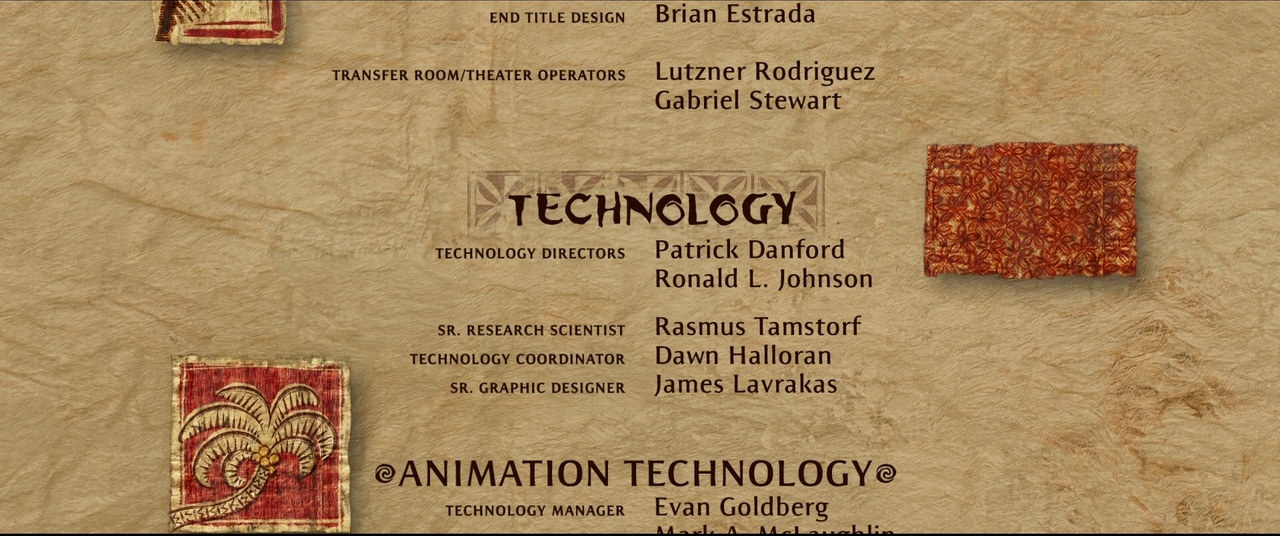 END TITLE DESIGN Brian Estrada
TRANSFER ROOM/THEATER OPERATORS Lutzner Rodriguez
Gabriel Stewart
TECHNOLOGY
TECHNOLOGY DIRECTORS Patrick Danford
Ronald L. Johnson
SR. RESEARCH SCIENTIST Rasmus Tamstorf
TECHNOLOGY COORDINATOR Dawn Halloran
SR. GRAPHIC DESIGNER James Lavrakas
ANIMATION TECHNOLOGY
TECHNOLOGY MANAGER Evan Goldberg
Mark A. McLaughlin